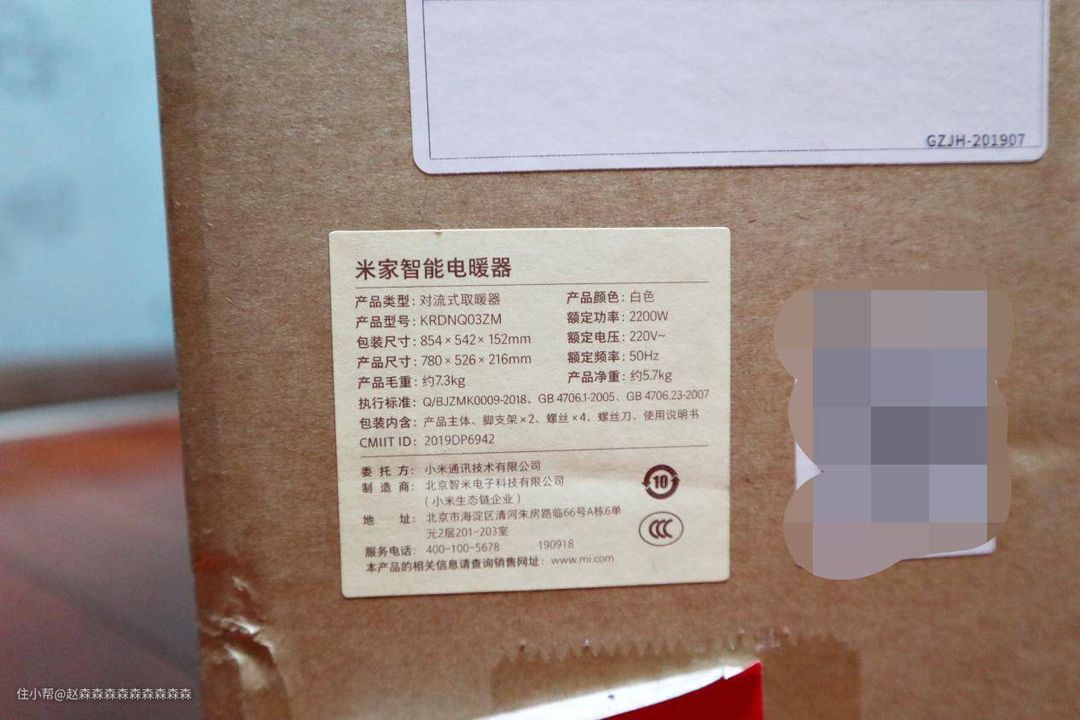 GZJH-201907
米家智能电暖器
产品类型：对流式取暖器 产品颜色：白色
产品型号：KRDNQ03ZM 额定功率：2200W
包装尺寸：854×542×152mm 额定电压：220V~
产品尺寸：780×526×216mm 额定频率：50Hz
产品毛重：约7.3kg 产品净重：约5.7kg
执行标准：Q/BJZMK0009-2018、GB 4706.1-2005、GB 4706.23-2007
包装内含：产品主体、脚支架×2、螺丝×4、螺丝刀、使用说明书
CMIIT ID：2019DP6942
委托方：小米通讯技术有限公司
制造商：北京智米电子科技有限公司
（小米生态链企业）
地址：北京市海淀区清河朱房路临66号A栋6单
元2层201-203室
服务电话：400-100-5678 190918
本产品的相关信息请查询销售网址：www.mi.com
10
CCC
住小帮@赵森森森森森森森森森